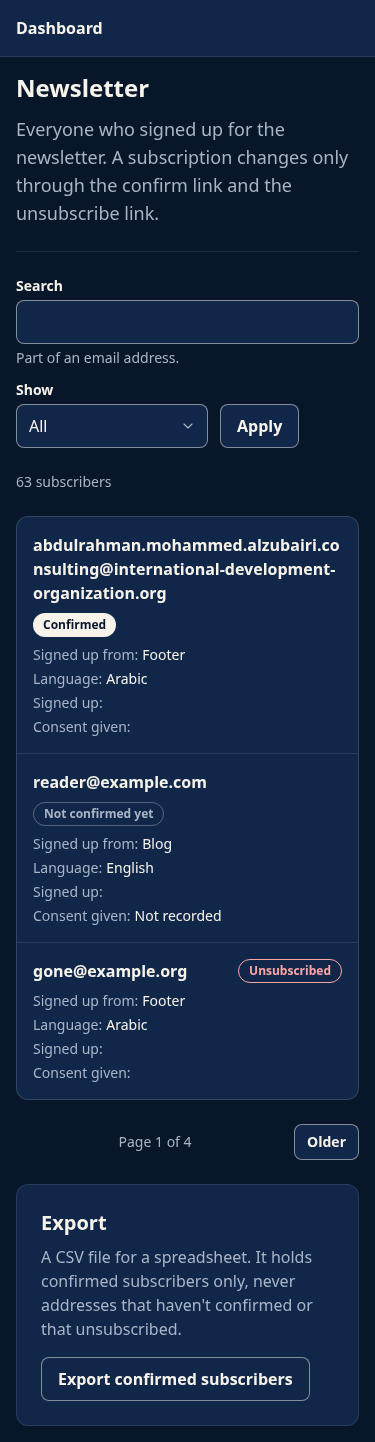 Dashboard
Newsletter
Everyone who signed up for the
newsletter. A subscription changes only
through the confirm link and the
unsubscribe link.
Search
Part of an email address.
Show
All
Apply
63 subscribers
abdulrahman.mohammed.alzubairi.co
nsulting@international-development-
organization.org
Confirmed
Signed up from: Footer
Language: Arabic
Signed up:
Consent given:
reader@example.com
Not confirmed yet
Signed up from: Blog
Language: English
Signed up:
Consent given: Not recorded
gone@example.org
Unsubscribed
Signed up from: Footer
Language: Arabic
Signed up:
Consent given:
Page 1 of 4
Older
Export
A CSV file for a spreadsheet. It holds
confirmed subscribers only, never
addresses that haven't confirmed or
that unsubscribed.
Export confirmed subscribers